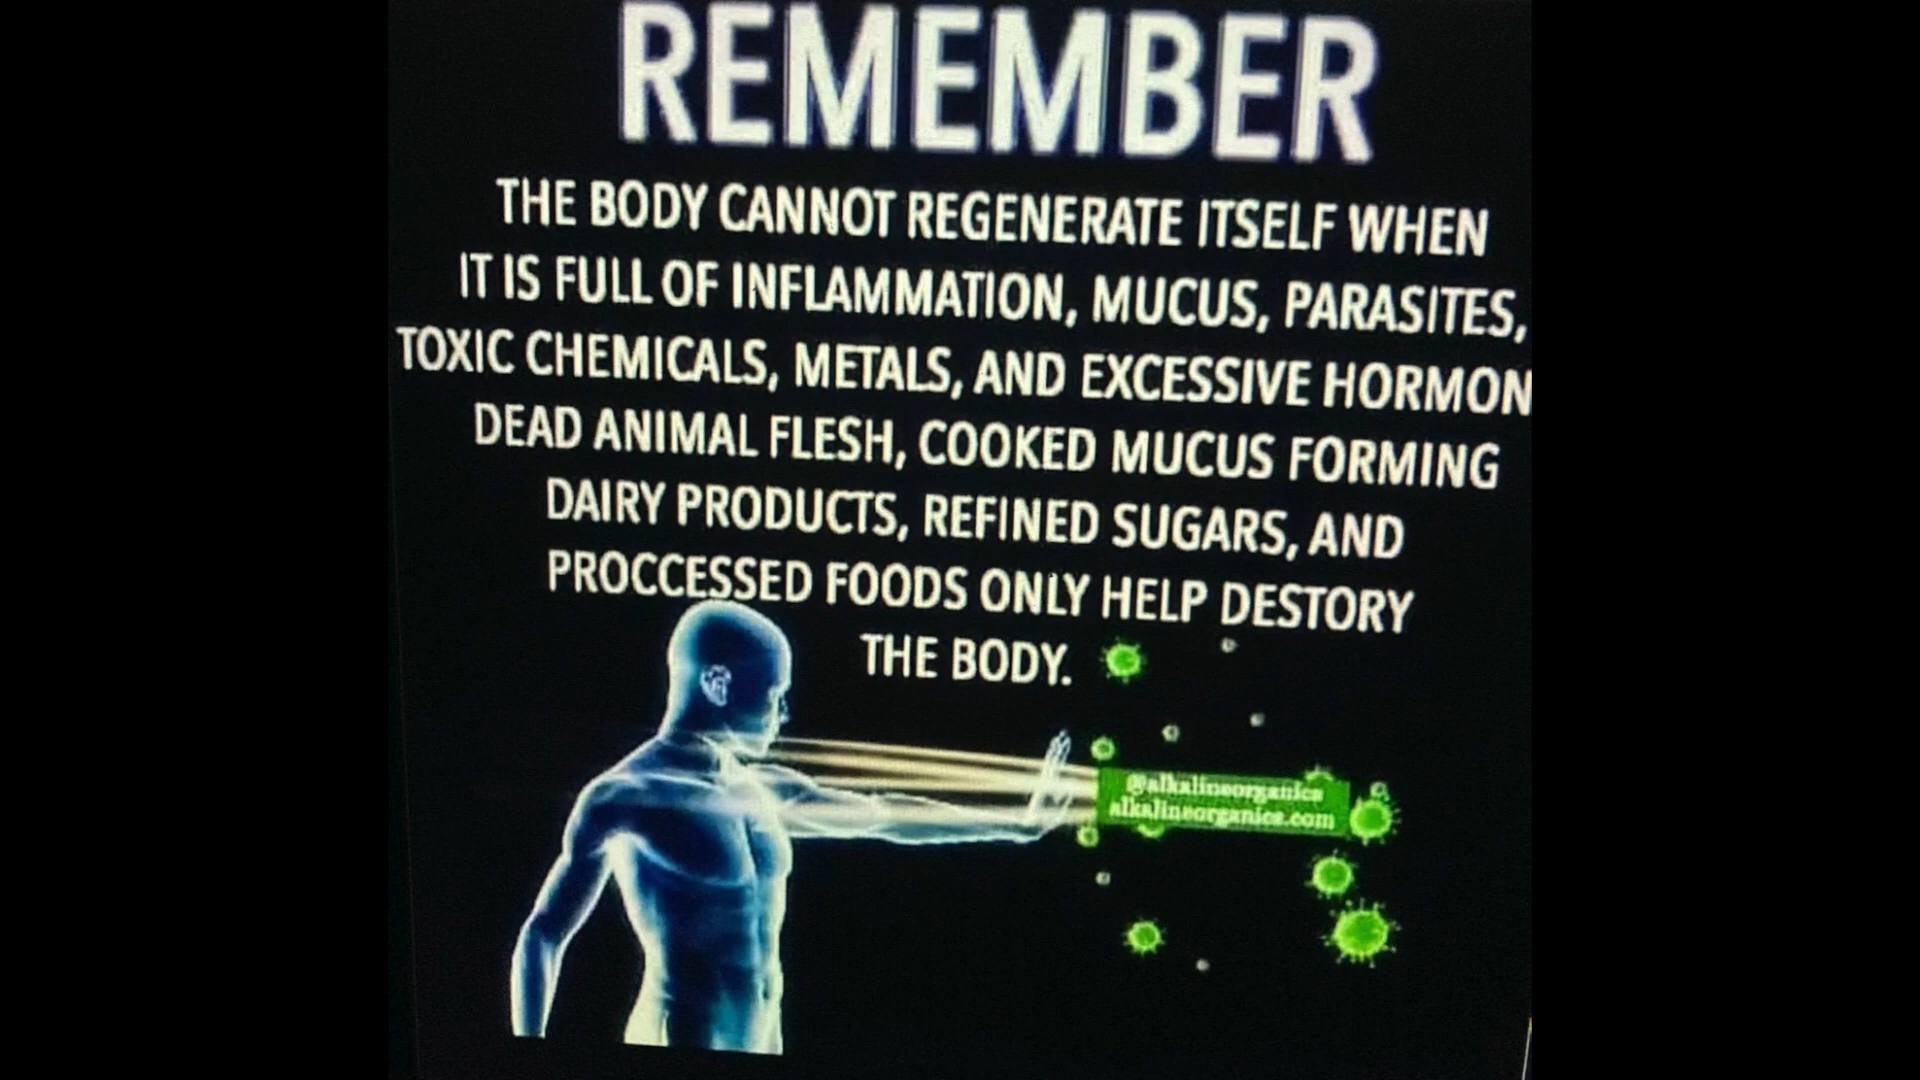 REMEMBER
THE BODY CANNOT REGENERATE ITSELF WHEN
IT IS FULL OF INFLAMMATION, MUCUS, PARASITES,
TOXIC CHEMICALS, METALS, AND EXCESSIVE HORMON
DEAD ANIMAL FLESH, COOKED MUCUS FORMING
DAIRY PRODUCTS, REFINED SUGARS, AND
PROCCESSED FOODS ONLY HELP DESTORY
THE BODY.
@alkalineorganics
alkalineorganics.com